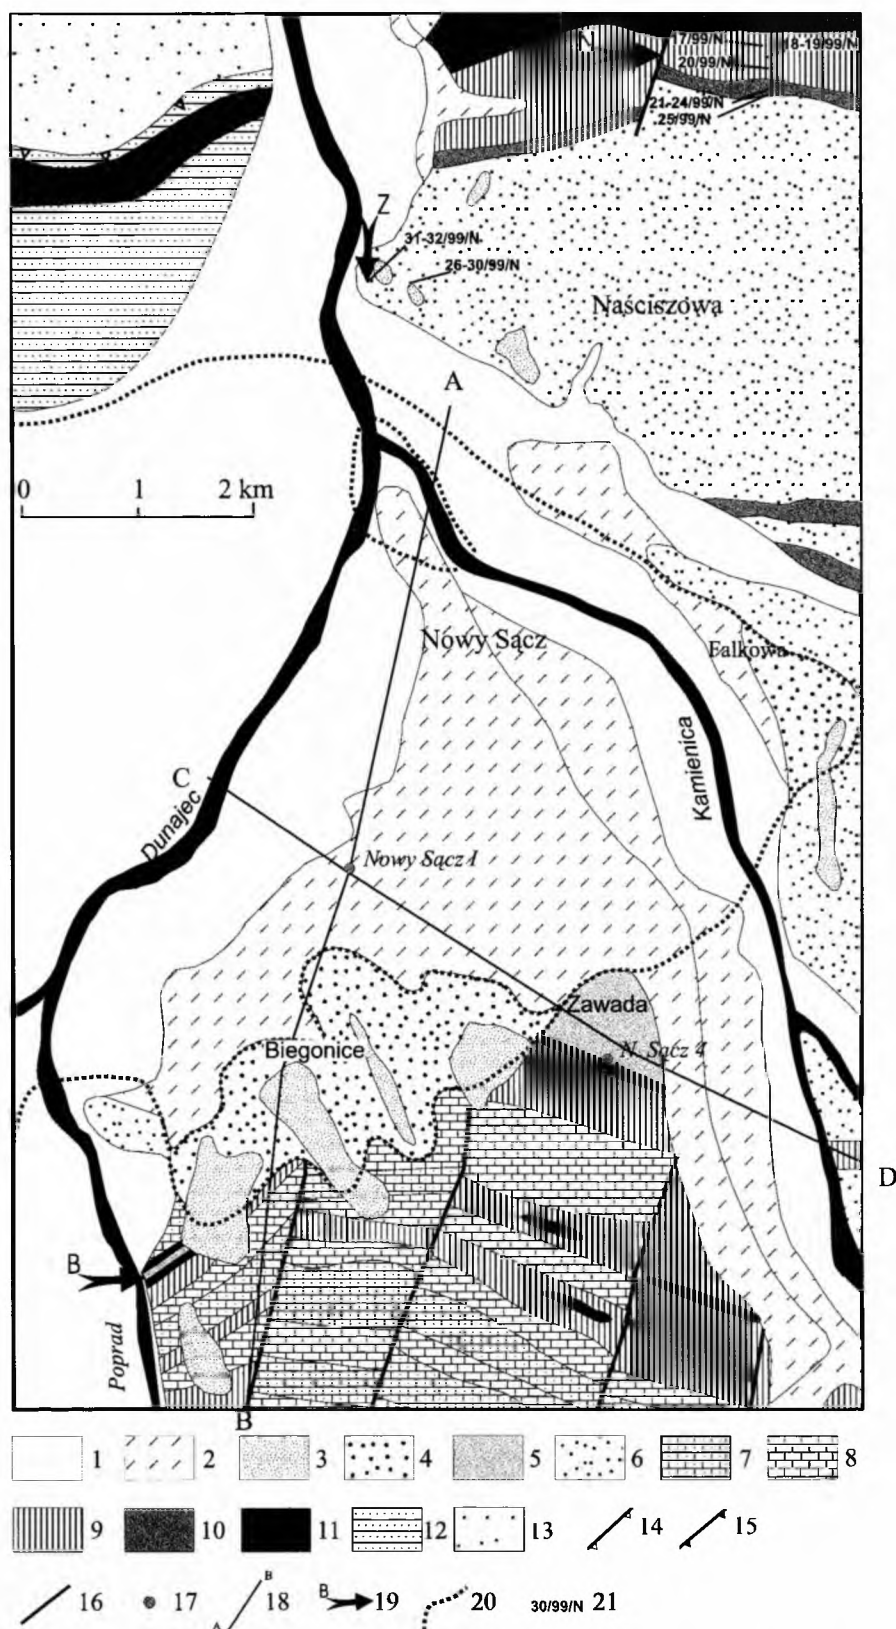 N
17/99/N
18-19/99/N
20/99/N
21-24/99/N
25/99/N
Z
31-32/99/N
26-30/99/N
Naściszowa
A
0 1 2 km
Nowy Sącz
Falkowa
C
Dunajec
Kamienica
Nowy Sącz I
Zawada
N. Sącz 4
Biegonice
D
B
Poprad
B
1 2 3 4 5 6 7 8
9 10 11 12 13 14 15
16 17 B 18 B 19 20 30/99/N 21
A